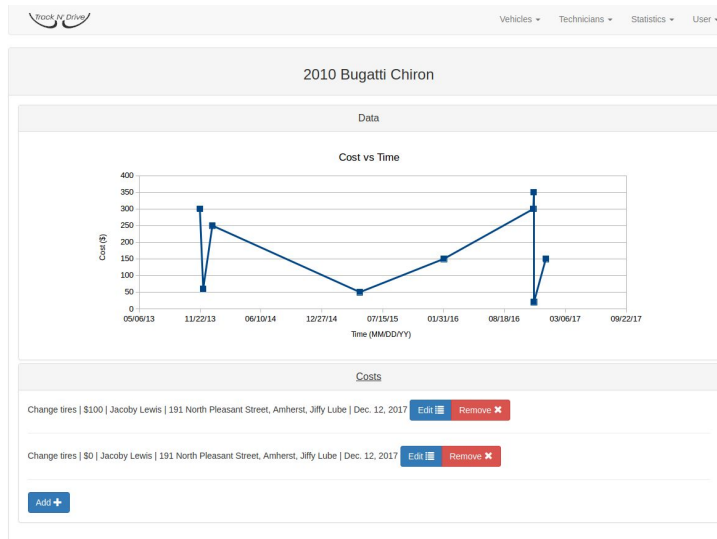 Track N' Drive
Vehicles Technicians Statistics User
2010 Bugatti Chiron
Data
Cost vs Time
400
350
300
250
200
150
100
50
0
Cost ($)
05/06/13 11/22/13 06/10/14 12/27/14 07/15/15 01/31/16 08/18/16 03/06/17 09/22/17
Time (MM/DD/YY)
Costs
Change tires | $100 | Jacoby Lewis | 191 North Pleasant Street, Amherst, Jiffy Lube | Dec. 12, 2017 Edit Remove
Change tires | $0 | Jacoby Lewis | 191 North Pleasant Street, Amherst, Jiffy Lube | Dec. 12, 2017 Edit Remove
Add